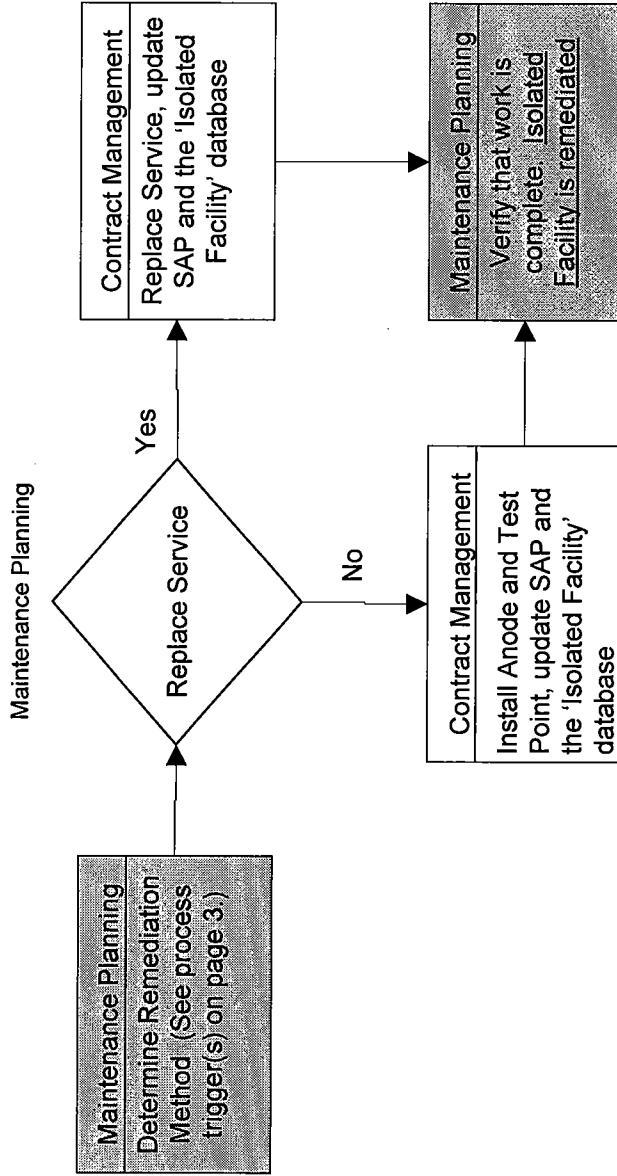 Maintenance Planning
Determine Remediation
Method (See process
trigger(s) on page 3.)
Maintenance Planning
Replace Service
Yes
No
Contract Management
Replace Service, update
SAP and the 'Isolated
Facility' database
Contract Management
Install Anode and Test
Point, update SAP and
the 'Isolated Facility'
database
Maintenance Planning
Verify that work is
complete. Isolated
Facility is remediated